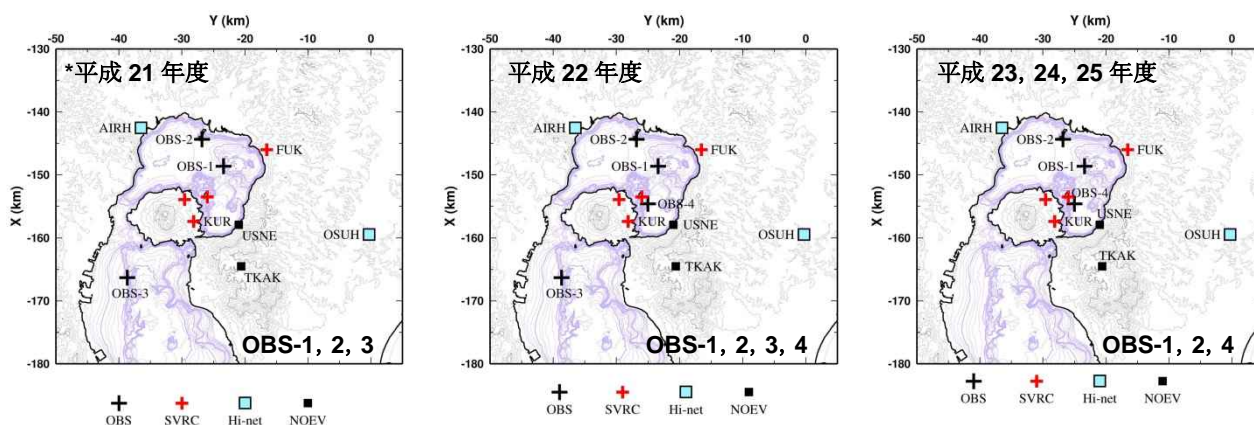 Y (km)
-50 -40 -30 -20 -10 0
X (km)
-130
-140
-150
-160
-170
-180
*平成 21 年度
AIRH
OBS-2
OBS-1
FUK
KUR
USNE
OSUH
TKAK
OBS-3
OBS-1, 2, 3
OBS SVRC Hi-net NOEV
Y (km)
-50 -40 -30 -20 -10 0
X (km)
-130
-140
-150
-160
-170
-180
平成 22 年度
AIRH
OBS-2
OBS-1
FUK
OBS-4
KUR
USNE
OSUH
TKAK
OBS-3
OBS-1, 2, 3, 4
OBS SVRC Hi-net NOEV
Y (km)
-50 -40 -30 -20 -10 0
X (km)
-130
-140
-150
-160
-170
-180
平成 23, 24, 25 年度
AIRH
OBS-2
OBS-1
FUK
OBS-4
USNE
KUR
OSUH
TKAK
OBS-1, 2, 4
OBS SVRC Hi-net NOEV